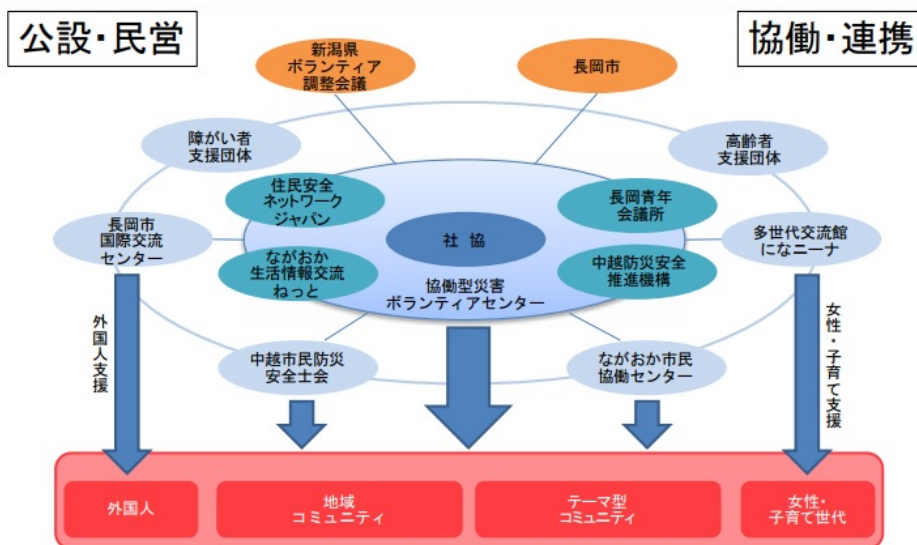 公設・民営
協働・連携
新潟県
ボランティア
調整会議
長岡市
障がい者
支援団体
高齢者
支援団体
住民安全
ネットワーク
ジャパン
長岡青年
会議所
長岡市
国際交流
センター
社協
多世代交流館
になニーナ
ながおか
生活情報交流
ねっと
中越防災安全
推進機構
協働型災害
ボランティアセンター
外国人支援
女性・子育て支援
中越市民防災
安全士会
ながおか市民
協働センター
外国人
地域
コミュニティ
テーマ型
コミュニティ
女性・
子育て世代